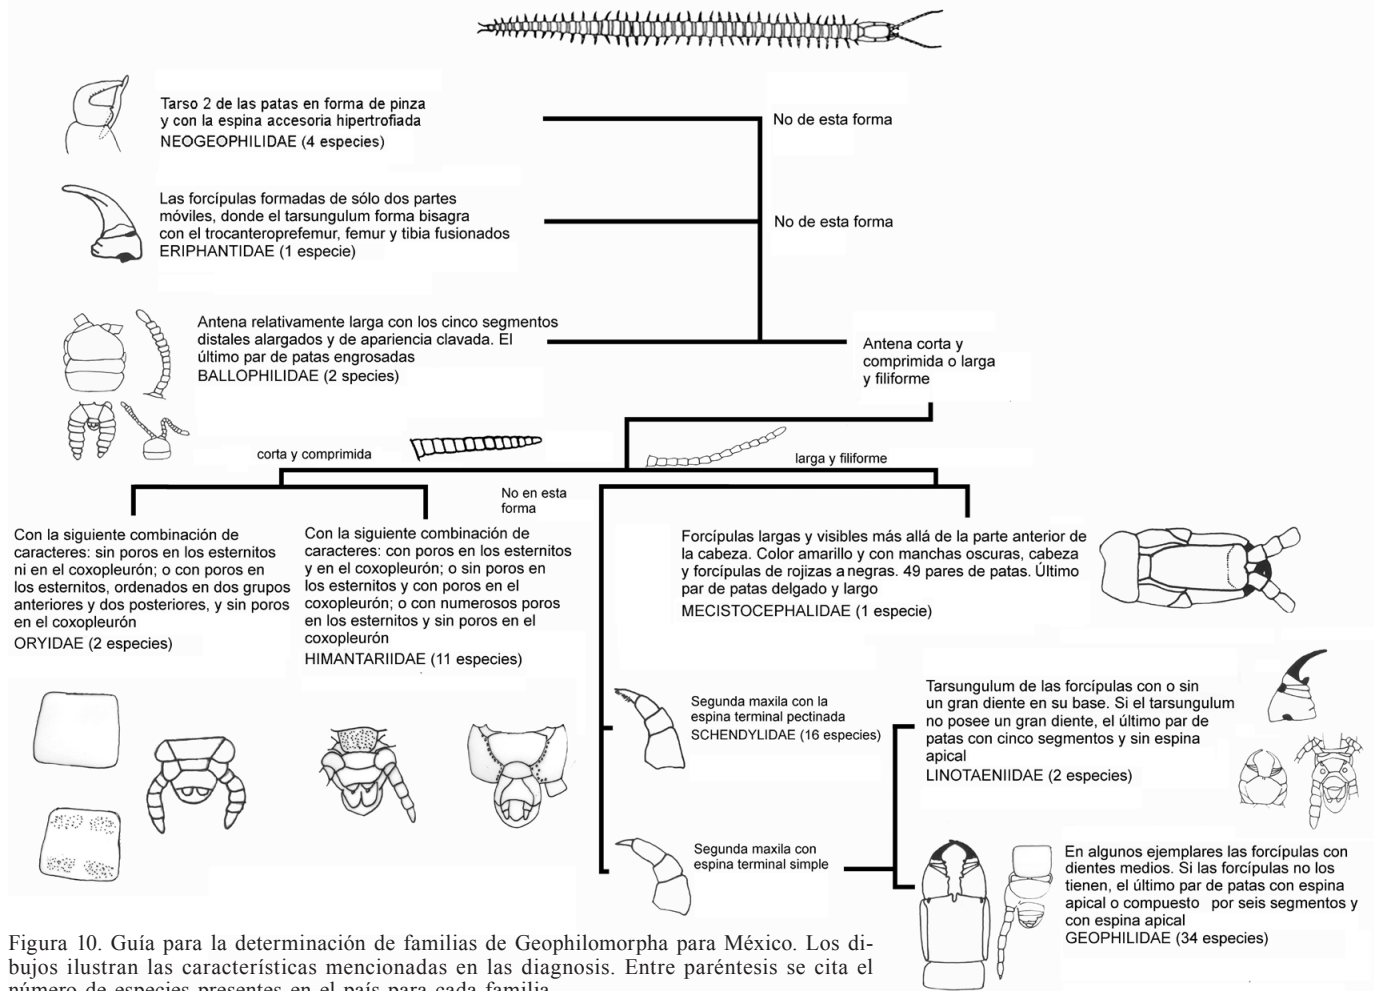 Tarso 2 de las patas en forma de pinza
y con la espina accesoria hipertrofiada
NEOGEOPHILIDAE (4 especies)
No de esta forma
Las forcípulas formadas de sólo dos partes
móviles, donde el tarsungulum forma bisagra
con el trocanteroprefemur, femur y tibia fusionados
ERIPHANTIDAE (1 especie)
No de esta forma
Antena relativamente larga con los cinco segmentos
distales alargados y de apariencia clavada. El
último par de patas engrosadas
BALLOPHILIDAE (2 species)
Antena corta y
comprimida o larga
y filiforme
corta y comprimida
larga y filiforme
No en esta
forma
Con la siguiente combinación de
caracteres: sin poros en los esternitos
ni en el coxopleurón; o con poros en
los esternitos, ordenados en dos grupos
anteriores y dos posteriores, y sin poros
en el coxopleurón
ORYIDAE (2 especies)
Con la siguiente combinación de
caracteres: con poros en los esternitos
y en el coxopleurón; o sin poros en
los esternitos y con poros en el
coxopleurón; o con numerosos poros
en los esternitos y sin poros en el
coxopleurón
HIMANTARIIDAE (11 especies)
Forcípulas largas y visibles más allá de la parte anterior de
la cabeza. Color amarillo y con manchas oscuras, cabeza
y forcípulas de rojizas a negras. 49 pares de patas. Último
par de patas delgado y largo
MECISTOCEPHALIDAE (1 especie)
Segunda maxila con la
espina terminal pectinada
SCHENDYLIDAE (16 especies)
Tarsungulum de las forcípulas con o sin
un gran diente en su base. Si el tarsungulum
no posee un gran diente, el último par de
patas con cinco segmentos y sin espina
apical
LINOTAENIIDAE (2 especies)
Segunda maxila con
espina terminal simple
En algunos ejemplares las forcípulas con
dientes medios. Si las forcípulas no los
tienen, el último par de patas con espina
apical o compuesto por seis segmentos y
con espina apical
GEOPHILIDAE (34 especies)
Figura 10. Guía para la determinación de familias de Geophilomorpha para México. Los di-
bujos ilustran las características mencionadas en las diagnosis. Entre paréntesis se cita el
número de especies presentes en el país para cada familia